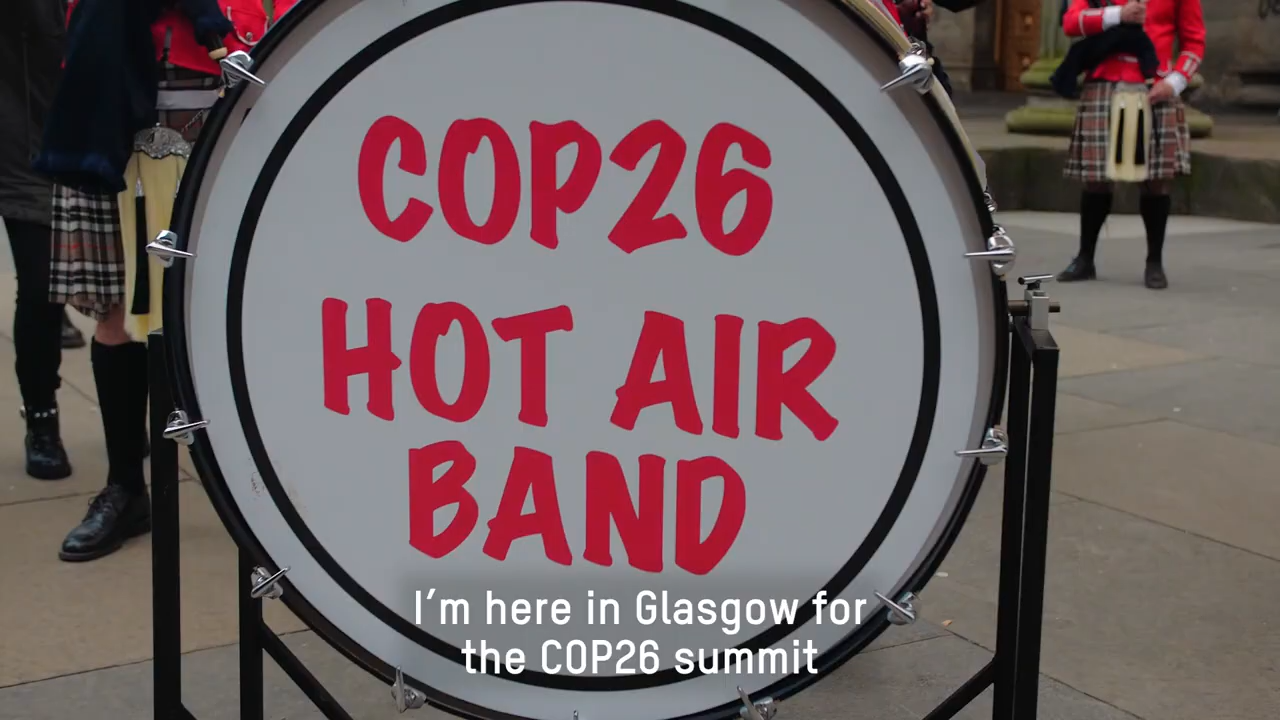 COP26
HOT AIR
BAND
I'm here in Glasgow for
the COP26 summit